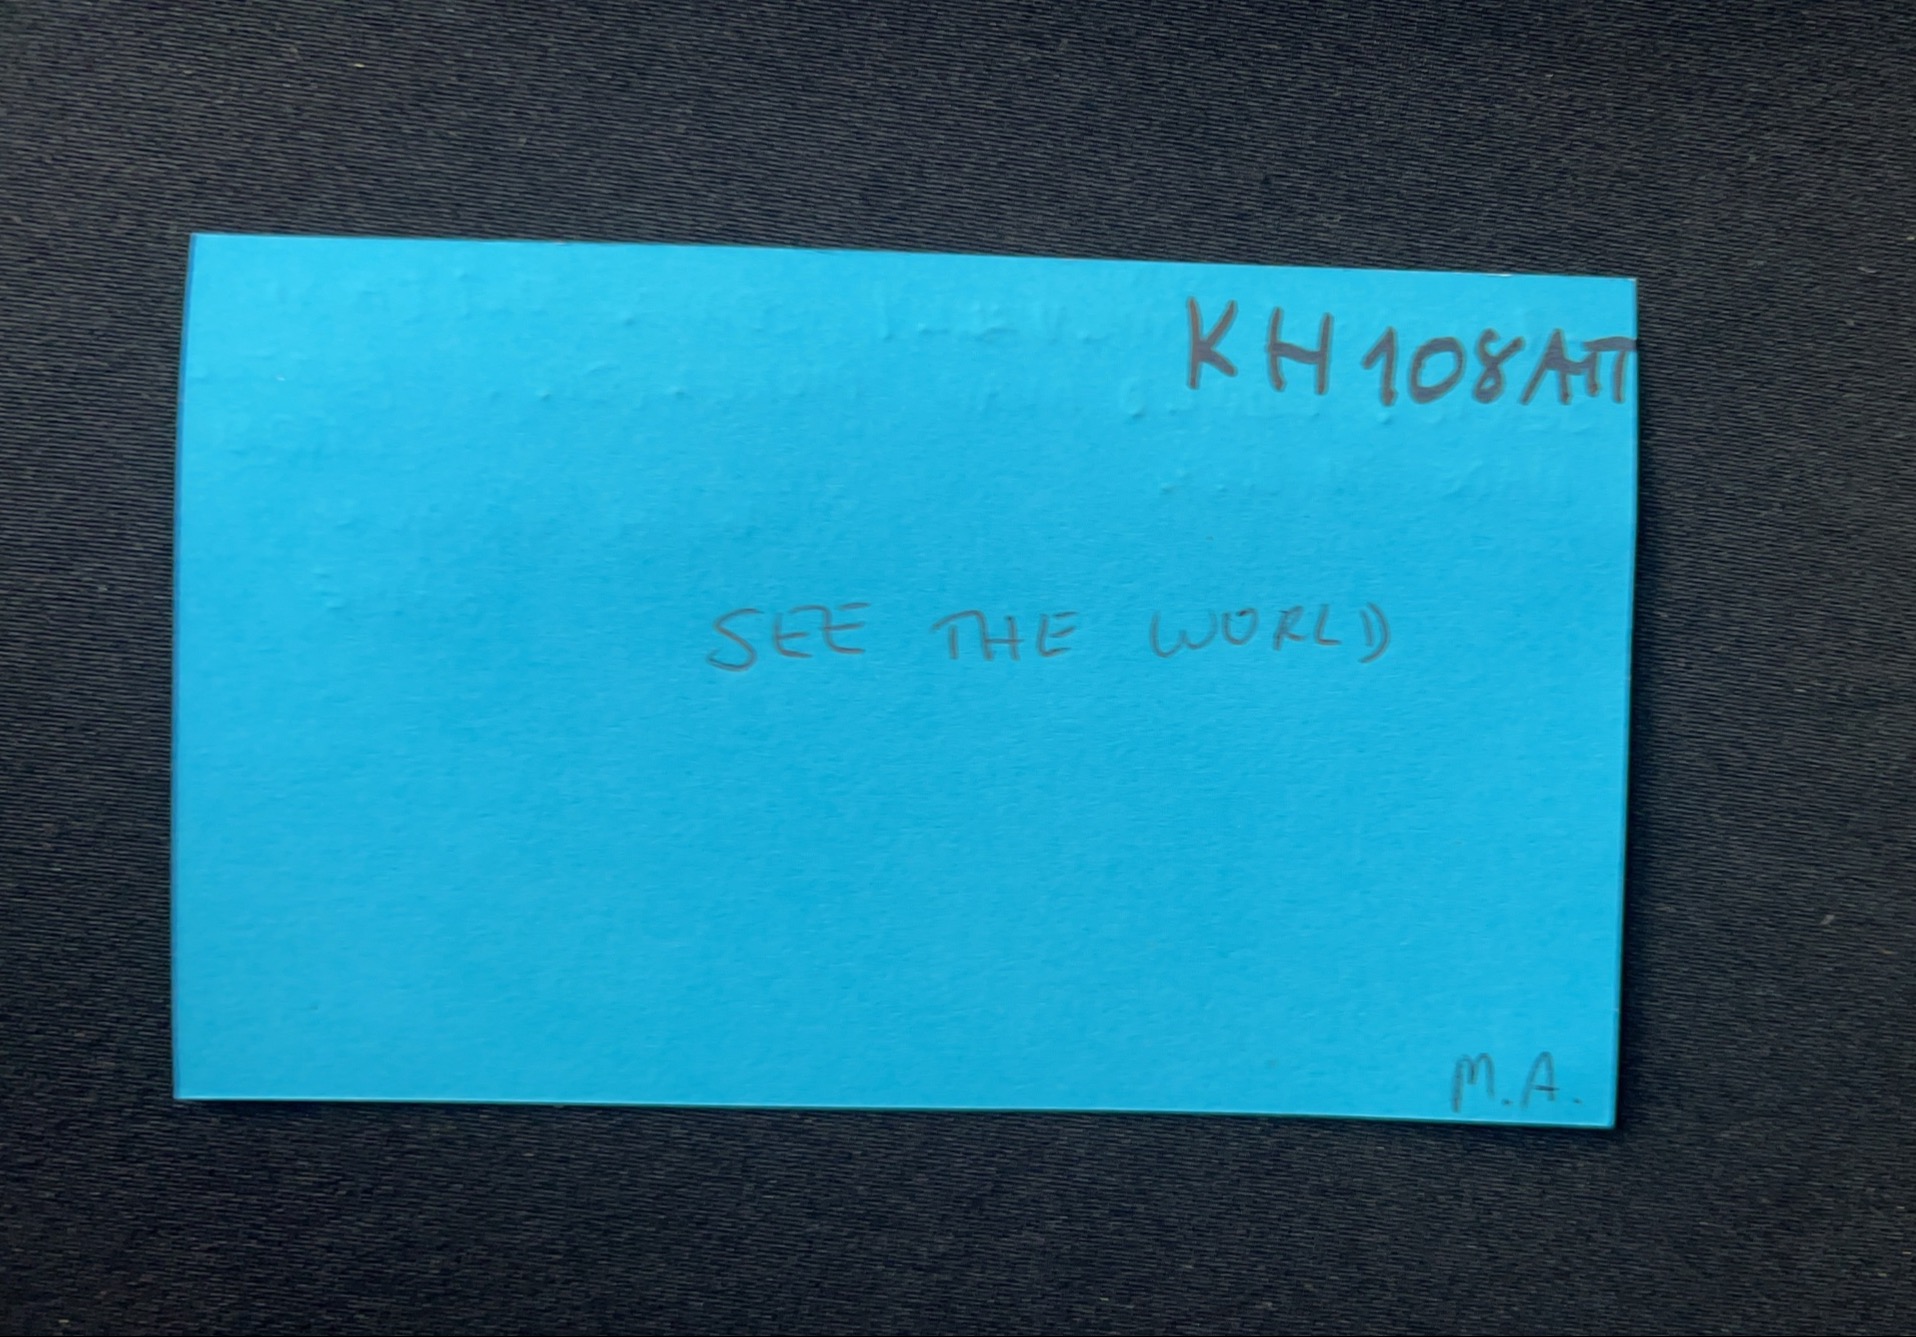 KH108ATT
SEE THE WORLD
M.A.